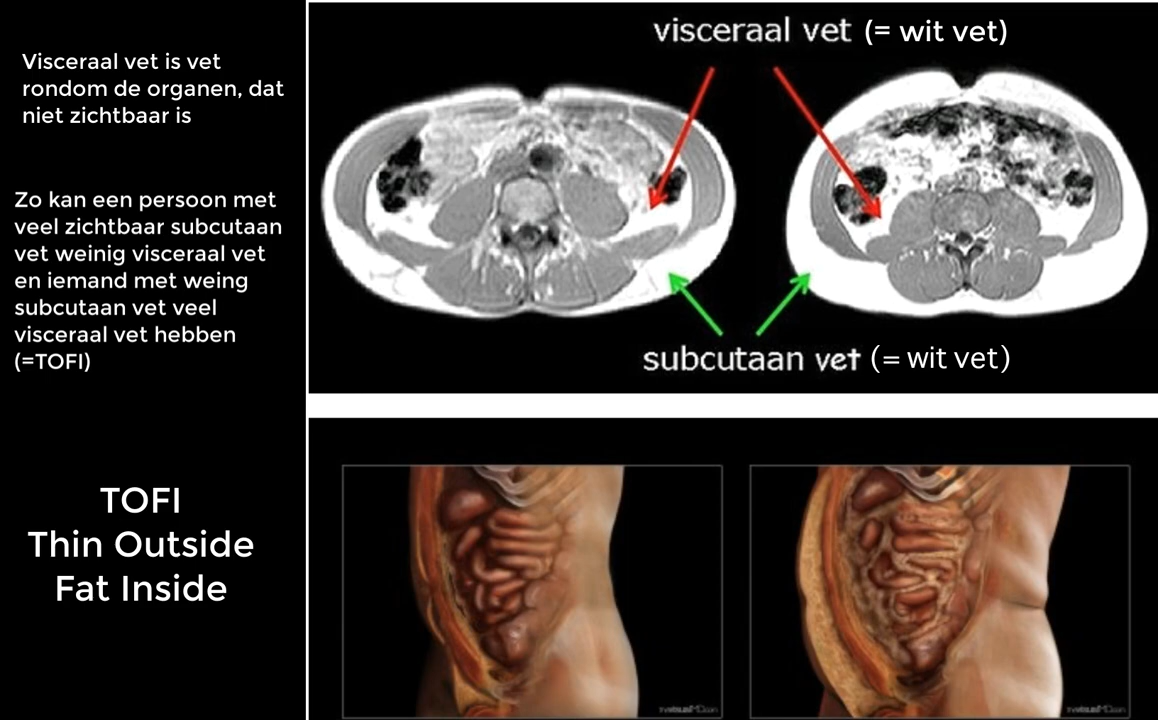 Visceraal vet is vet
rondom de organen, dat
niet zichtbaar is
Zo kan een persoon met
veel zichtbaar subcutaan
vet weinig visceraal vet
en iemand met weing
subcutaan vet veel
visceraal vet hebben
(=TOFI)
TOFI
Thin Outside
Fat Inside
visceraal vet (= wit vet)
subcutaan vet (= wit vet)